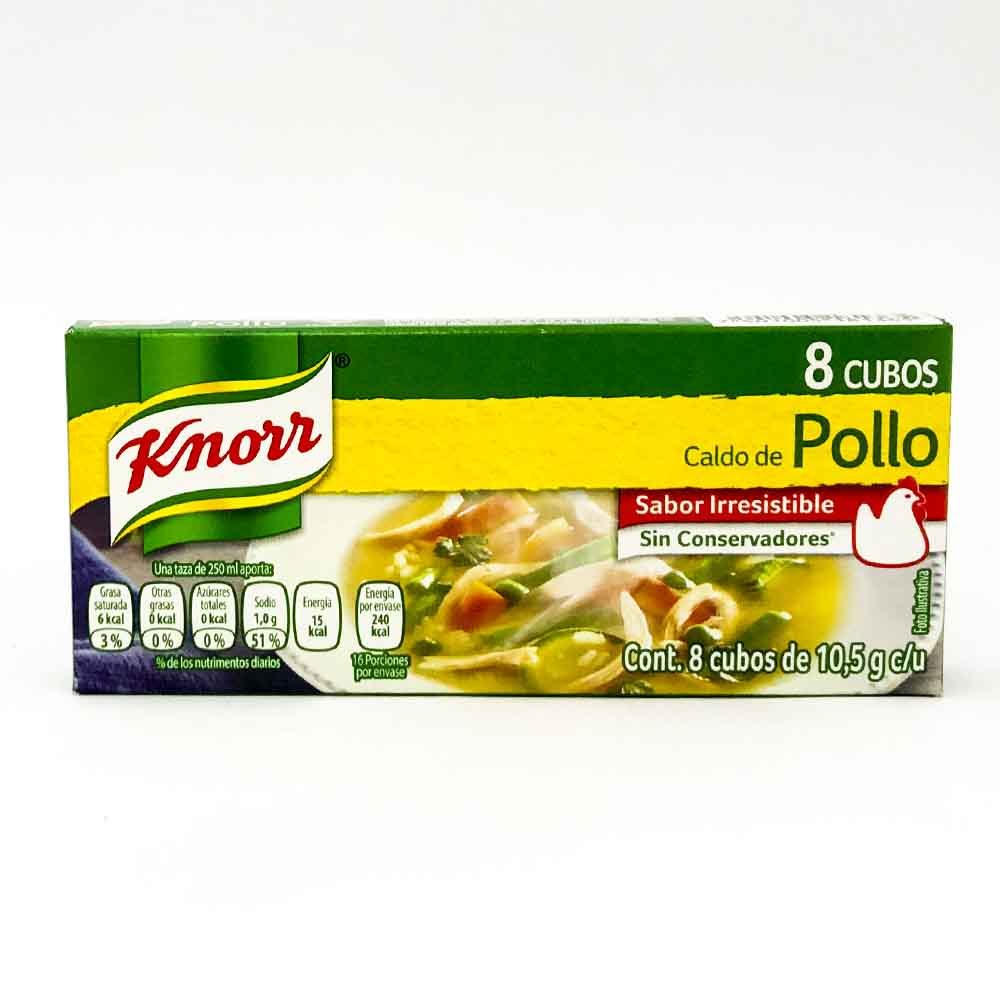 Pollo
Knorr®
8 CUBOS
Caldo de Pollo
Sabor Irresistible
Sin Conservadores*
Una taza de 250 ml aporta:
Grasa saturada 6 kcal 3 %
Otras grasas 0 kcal 0 %
Azúcares totales 0 kcal 0 %
Sodio 1,0 g 51 %
Energía 15 kcal
Energía por envase 240 kcal
% de los nutrimentos diarios
16 Porciones por envase
Cont. 8 cubos de 10,5 g c/u
Foto Ilustrativa